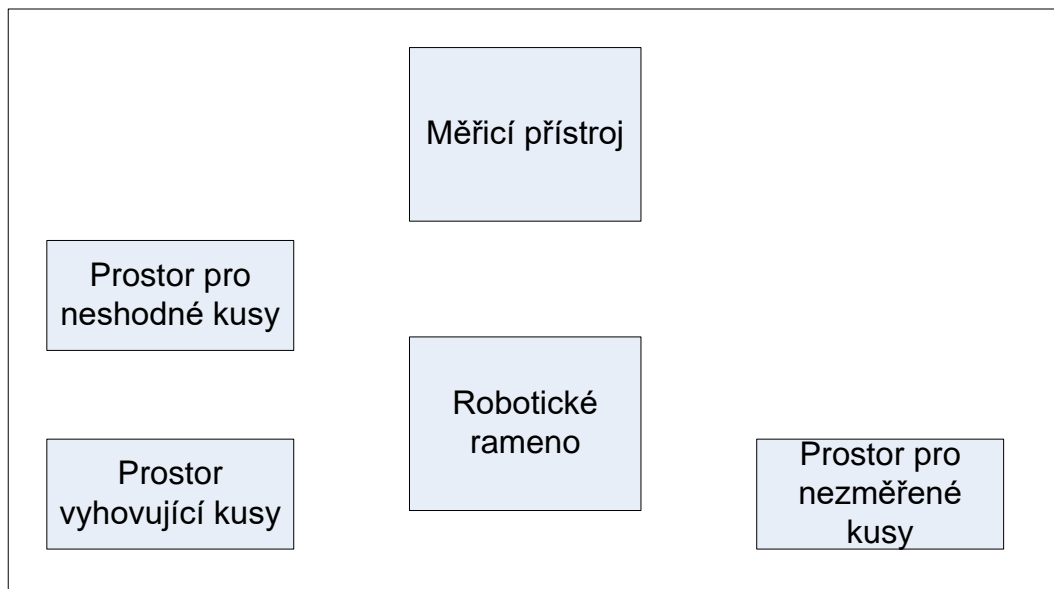 Měřicí přístroj
Prostor pro
neshodné kusy
Robotické
rameno
Prostor
vyhovující kusy
Prostor pro
nezměřené
kusy